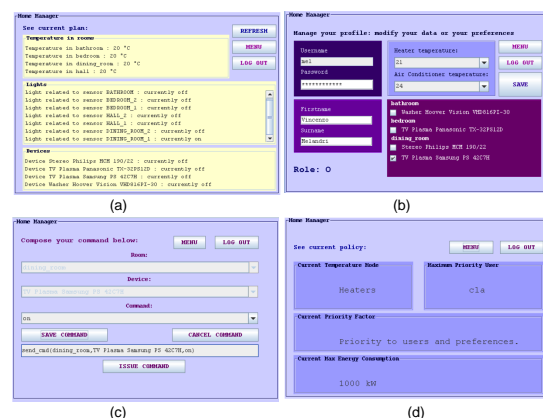 Home Manager
See current plan:
REFRESH
Temperature in rooms
Temperature in bathroom : 20 °C
Temperature in bedroom : 20 °C
Temperature in dining_room : 20 °C
Temperature in hall : 20 °C
MENU
LOG OUT
Lights
Light related to sensor BATHROOM : currently off
Light related to sensor BEDROOM_2 : currently off
Light related to sensor BEDROOM_1 : currently off
Light related to sensor HALL_2 : currently off
Light related to sensor HALL_1 : currently off
Light related to sensor DINING_ROOM_2 : currently off
Light related to sensor DINING_ROOM_1 : currently on
Devices
Device Stereo Philips MCM 190/22 : currently off
Device TV Plasma Panasonic TX-32PS12D : currently off
Device TV Plasma Samsung PS 42C7H : currently off
Device Washer Hoover Vision VHD816PI-30 : currently off
(a)
Home Manager
Manage your profile: modify your data or your preferences
Username
mel
Password
************
Heater temperature:
21
Air Conditioner temperature:
24
MENU
LOG OUT
SAVE
Firstname
Vincenzo
Surname
Melandri
Role: O
bathroom
Washer Hoover Vision VHD816PI-30
bedroom
TV Plasma Panasonic TX-32PS12D
dining_room
Stereo Philips MCM 190/22
TV Plasma Samsung PS 42C7H
(b)
Home Manager
Compose your command below:
MENU
LOG OUT
Room:
dining_room
Device:
TV Plasma Samsung PS 42C7H
Command:
on
SAVE COMMAND
CANCEL COMMAND
send_cmd(dining_room,TV Plasma Samsung PS 42C7H,on)
ISSUE COMMAND
(c)
Home Manager
See current policy:
MENU
LOG OUT
Current Temperature Mode
Heaters
Maximum Priority User
cla
Current Priority Factor
Priority to users and preferences.
Current Max Energy Consumption
1000 kW
(d)